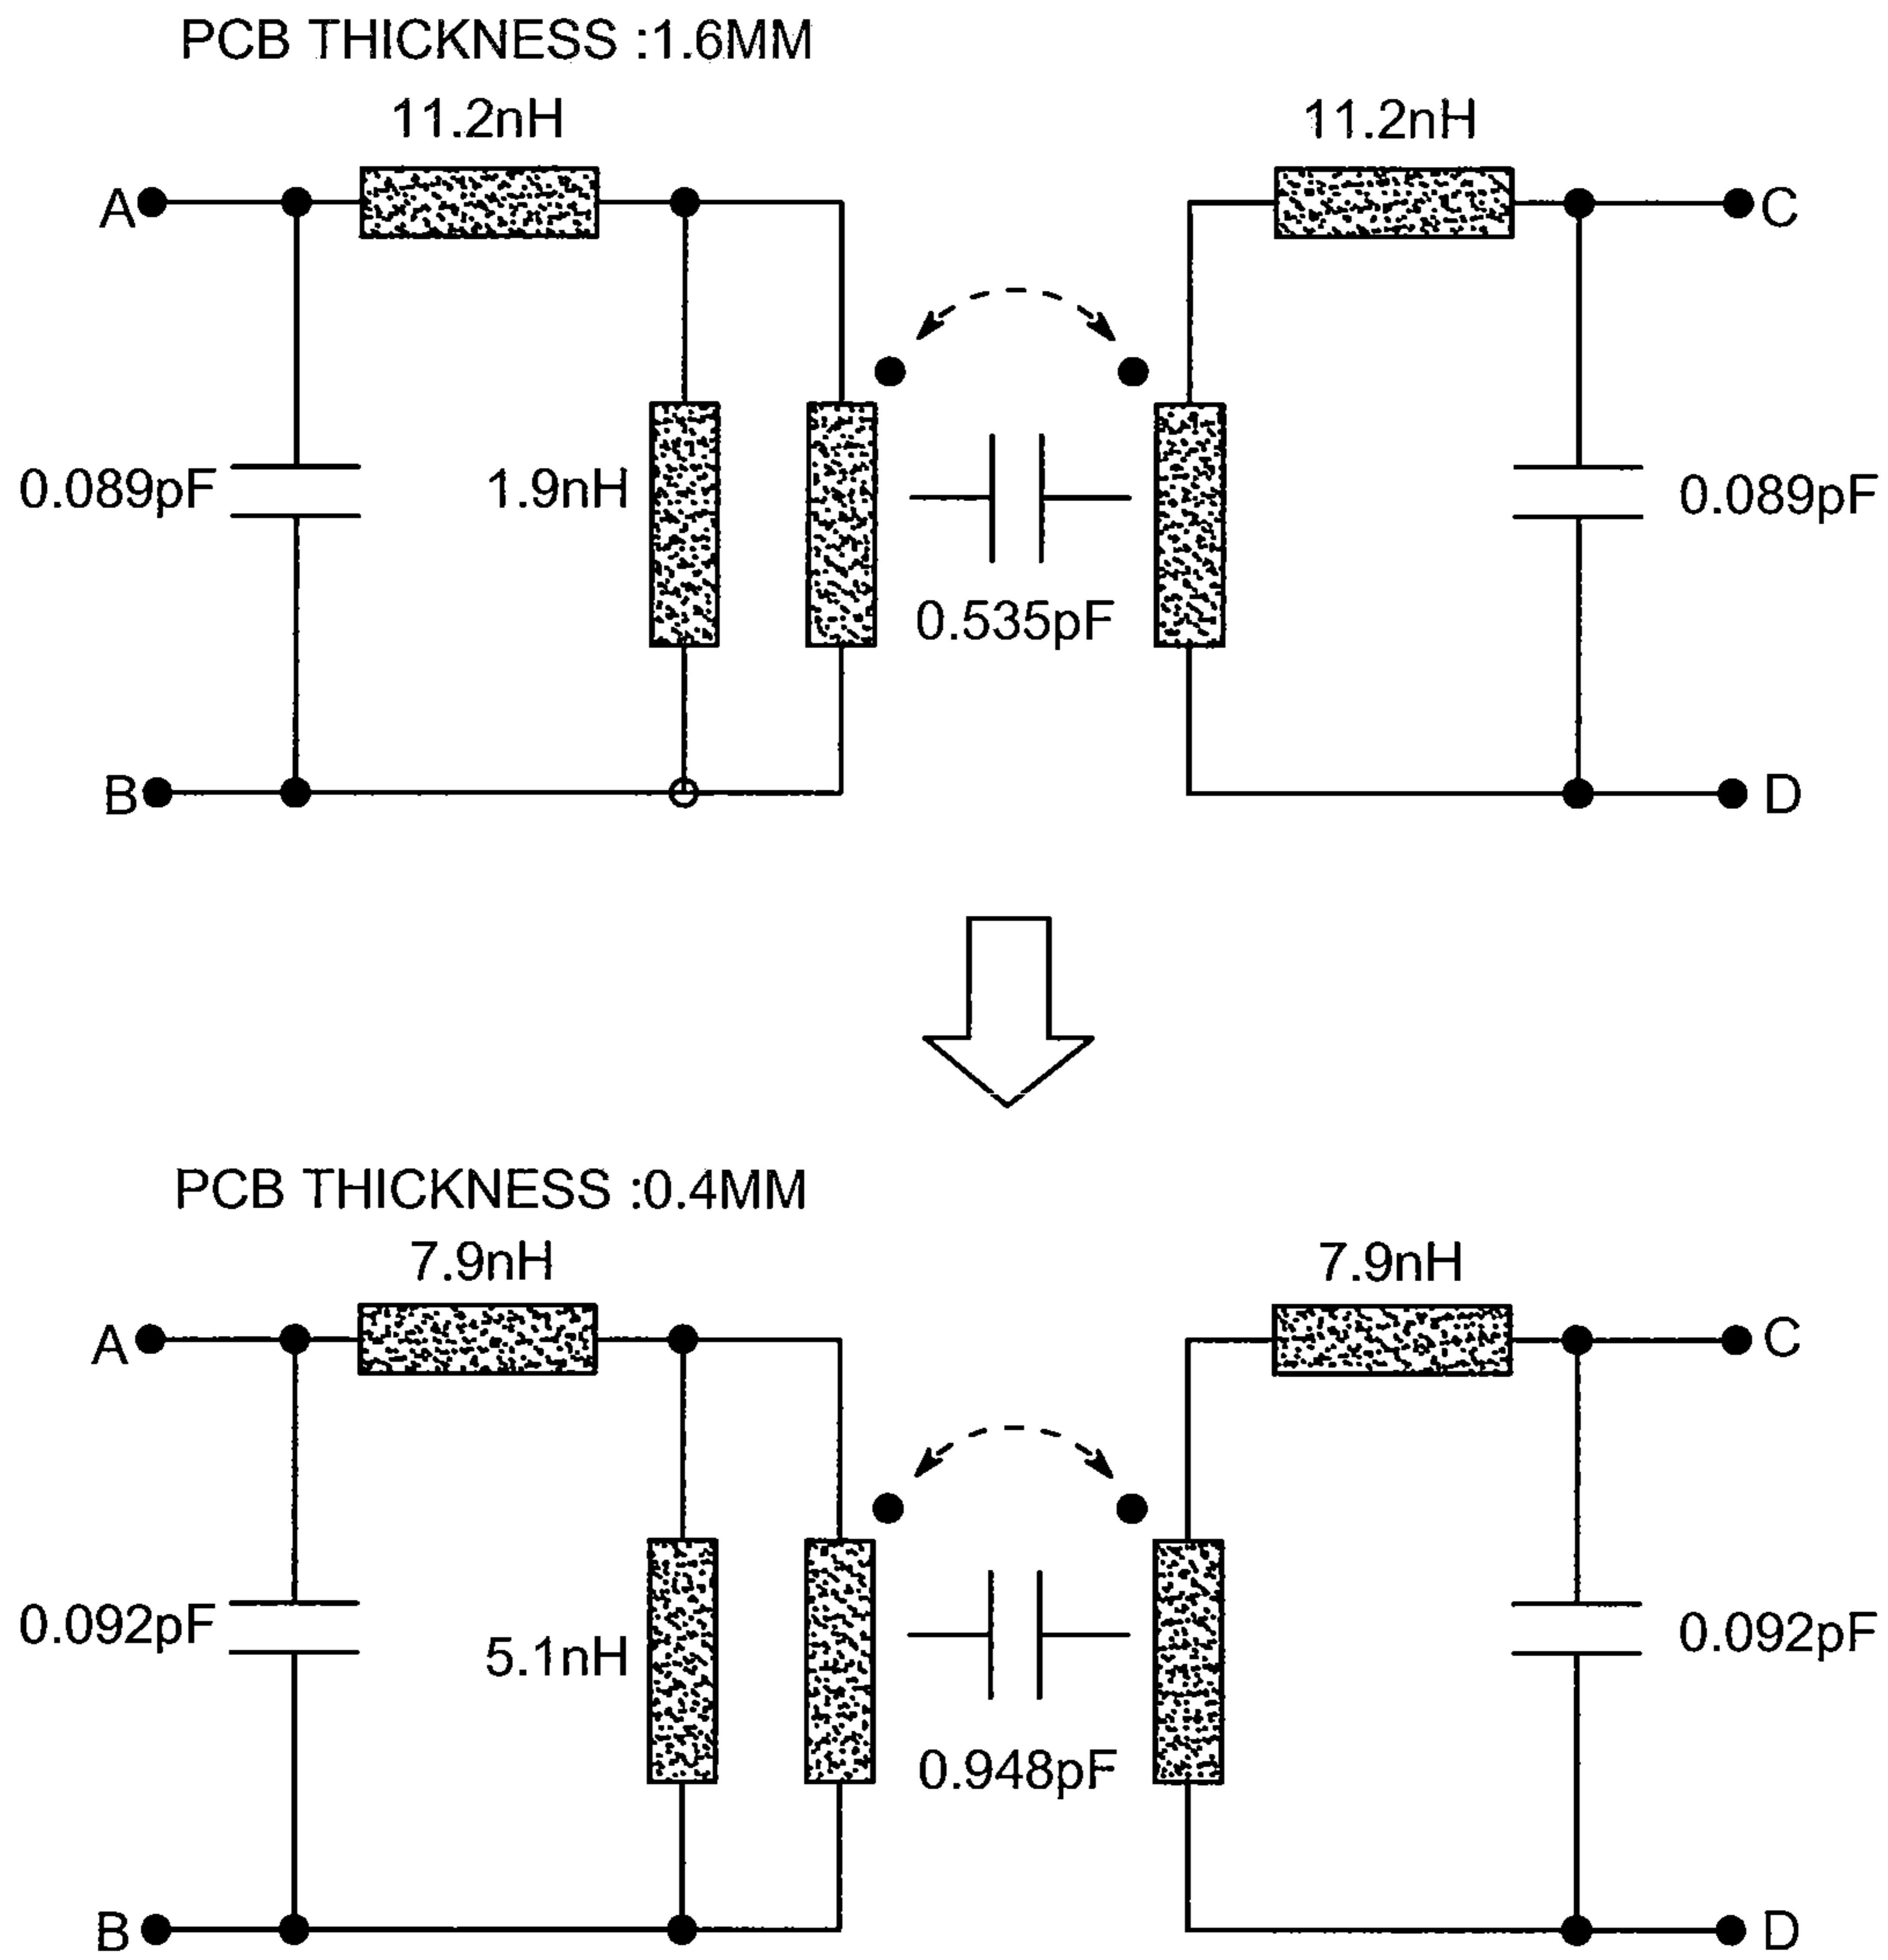 PCB THICKNESS :1.6MM
11.2nH
11.2nH
A
C
0.089pF
1.9nH
0.089pF
0.535pF
B
D
PCB THICKNESS :0.4MM
7.9nH
7.9nH
A
C
0.092pF
5.1nH
0.092pF
0.948pF
B
D